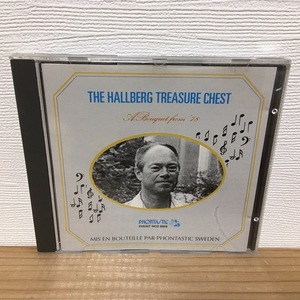 THE HALLBERG TREASURE CHEST
A Bouquet from '78
PHONTASTIC
MIS EN BOUTEILLE PAR PHONTASTIC SWEDEN